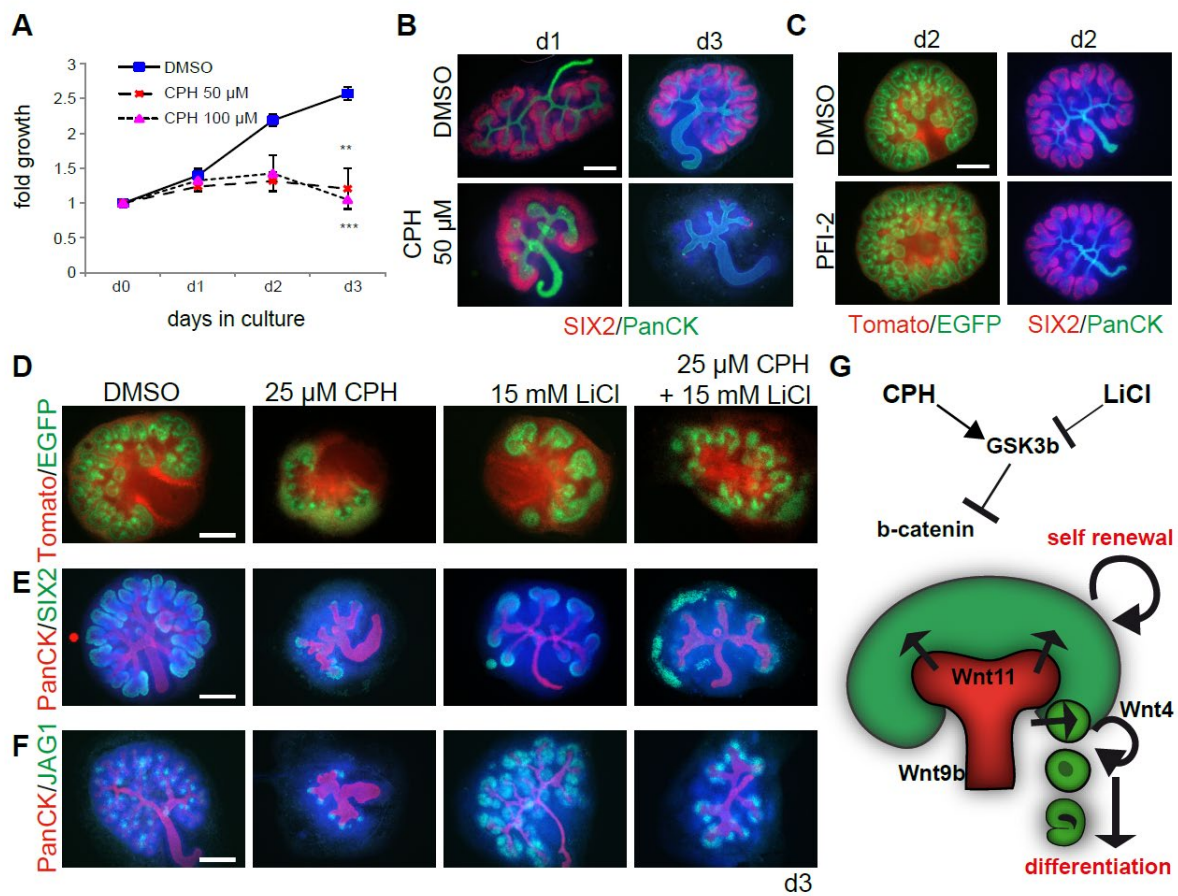 A
3
2.5
2
1.5
1
0.5
0
fold growth
DMSO
CPH 50 µM
CPH 100 µM
**
***
d0 d1 d2 d3
days in culture
B
d1 d3
DMSO
CPH
50 µM
SIX2/PanCK
C
d2 d2
DMSO
PFI-2
Tomato/EGFP SIX2/PanCK
D
DMSO
25 µM CPH
15 mM LiCl
25 µM CPH
+ 15 mM LiCl
Tomato/EGFP
E
PanCK/SIX2
F
PanCK/JAG1
d3
G
CPH LiCl
GSK3b
b-catenin
self renewal
Wnt11
Wnt4
Wnt9b
differentiation